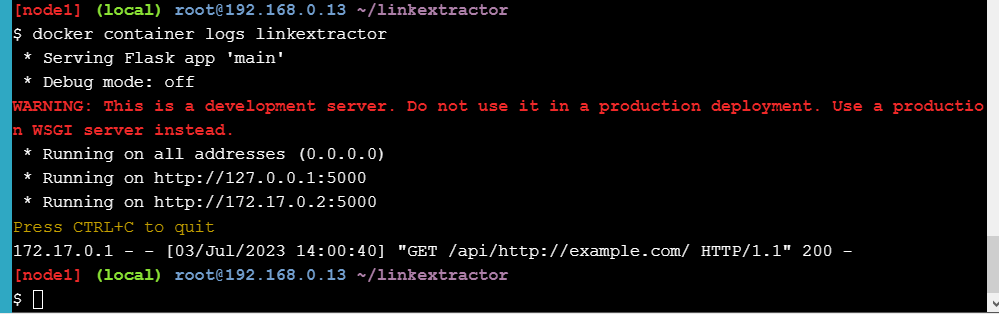 [node1] (local) root@192.168.0.13 ~/linkextractor
$ docker container logs linkextractor
 * Serving Flask app 'main'
 * Debug mode: off
WARNING: This is a development server. Do not use it in a production deployment. Use a productio
n WSGI server instead.
 * Running on all addresses (0.0.0.0)
 * Running on http://127.0.0.1:5000
 * Running on http://172.17.0.2:5000
Press CTRL+C to quit
172.17.0.1 - - [03/Jul/2023 14:00:40] "GET /api/http://example.com/ HTTP/1.1" 200 -
[node1] (local) root@192.168.0.13 ~/linkextractor
$